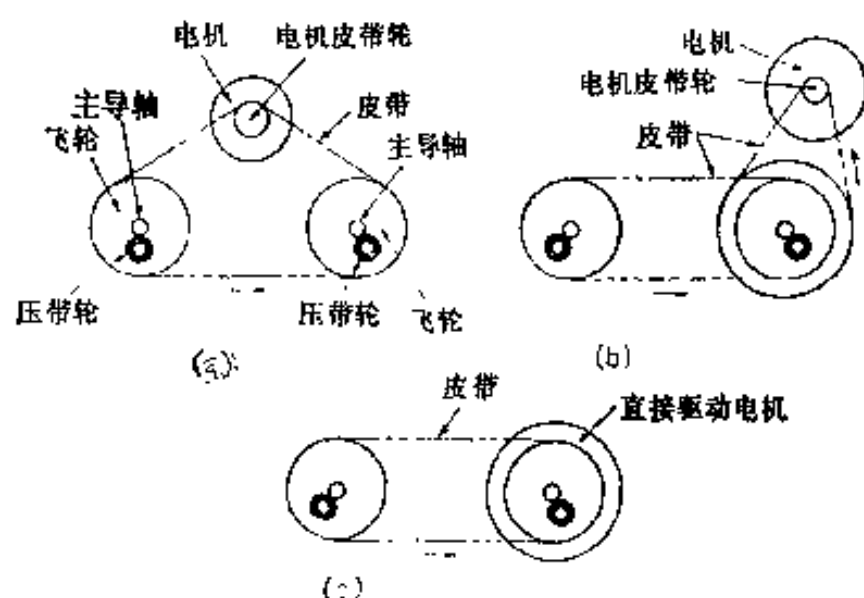 电机
电机皮带轮
主导轴
飞轮
皮带
主导轴
压带轮
压带轮
飞轮
(a)
电机
电机皮带轮
皮带
(b)
皮带
直接驱动电机
(c)